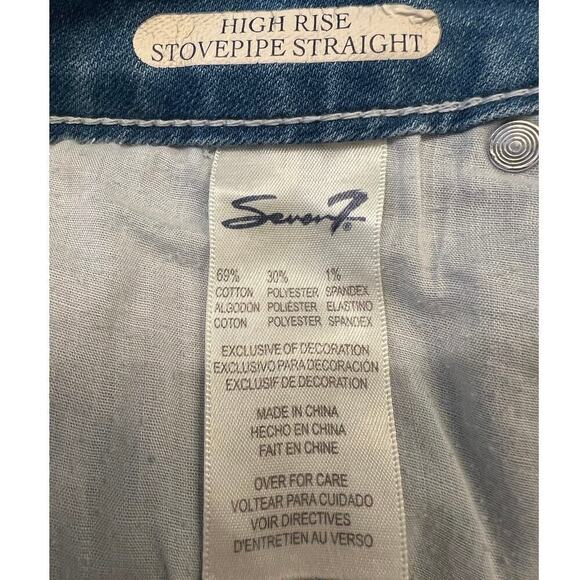 HIGH RISE
STOVEPIPE STRAIGHT
Seven7®
69% 30% 1%
COTTON POLYESTER SPANDEX
ALGODON POLIÉSTER ELASTINO
COTON POLYESTER SPANDEX
EXCLUSIVE OF DECORATION
EXCLUSIVO PARA DECORACIÓN
EXCLUSIF DE DECORATION
MADE IN CHINA
HECHO EN CHINA
FAIT EN CHINE
OVER FOR CARE
VOLTEAR PARA CUIDADO
VOIR DIRECTIVES
D'ENTRETIEN AU VERSO